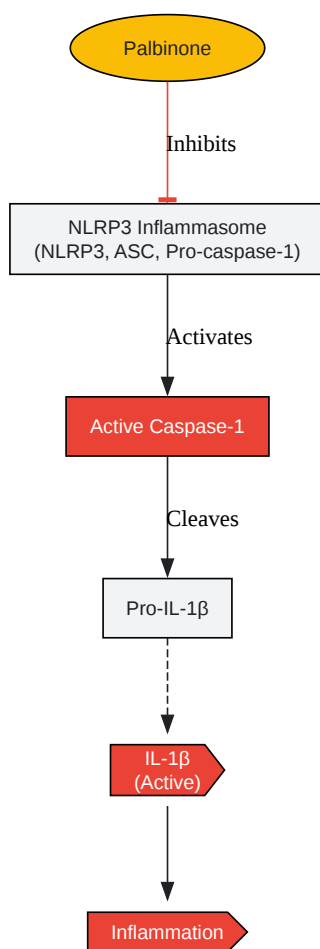 Palbinone
Inhibits
NLRP3 Inflammasome
(NLRP3, ASC, Pro-caspase-1)
Activates
Active Caspase-1
Cleaves
Pro-IL-1β
IL-1β
(Active)
Inflammation